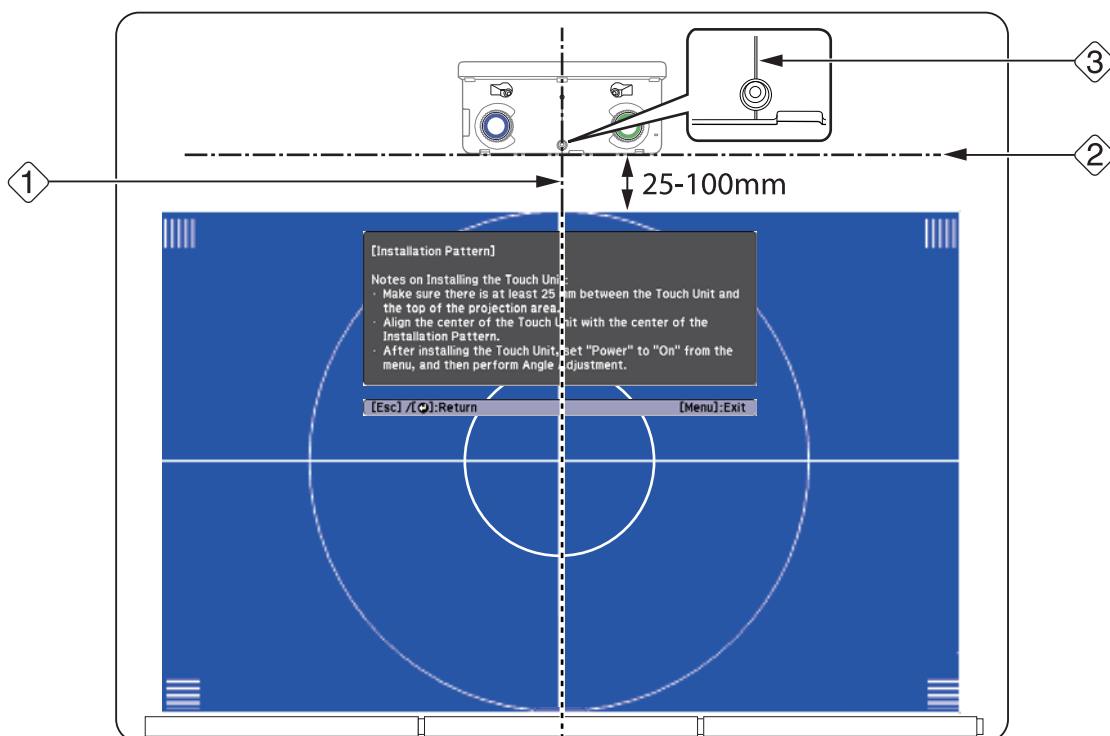 3
2
1
25-100mm
[Installation Pattern]
Notes on Installing the Touch Unit:
· Make sure there is at least 25 mm between the Touch Unit and
the top of the projection area.
· Align the center of the Touch Unit with the center of the
Installation Pattern.
· After installing the Touch Unit, set "Power" to "On" from the
menu, and then perform Angle Adjustment.
[Esc] /[⏎]:Return [Menu]:Exit